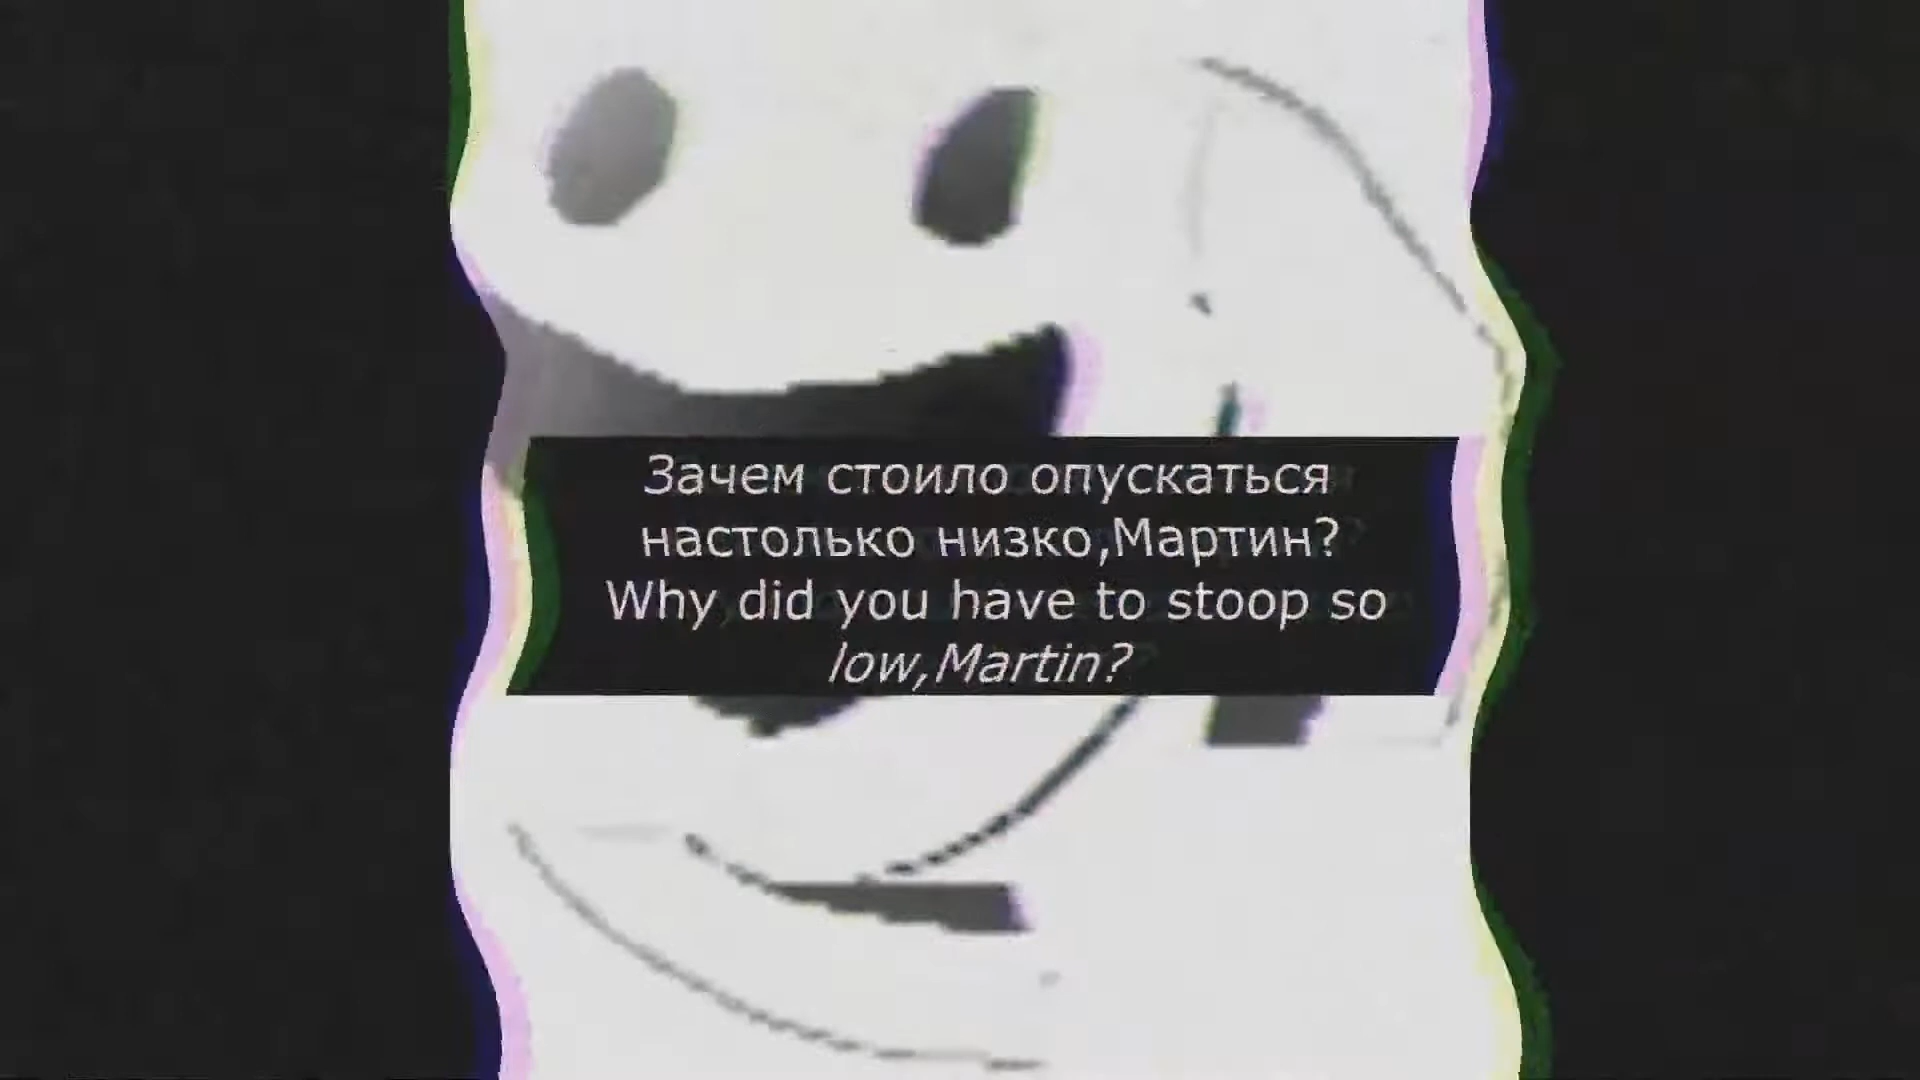 Зачем стоило опускаться
настолько низко,Мартин?
Why did you have to stoop so
low,Martin?